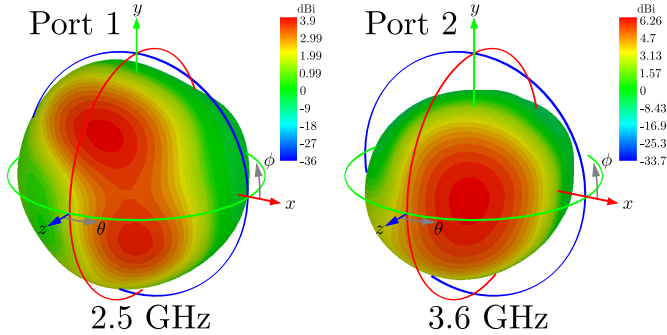 Port 1
y
dBi
3.9
2.99
1.99
0.99
0
-9
-18
-27
-36
ϕ
x
z
θ
2.5 GHz
Port 2
y
dBi
6.26
4.7
3.13
1.57
0
-8.43
-16.9
-25.3
-33.7
ϕ
x
z
θ
3.6 GHz